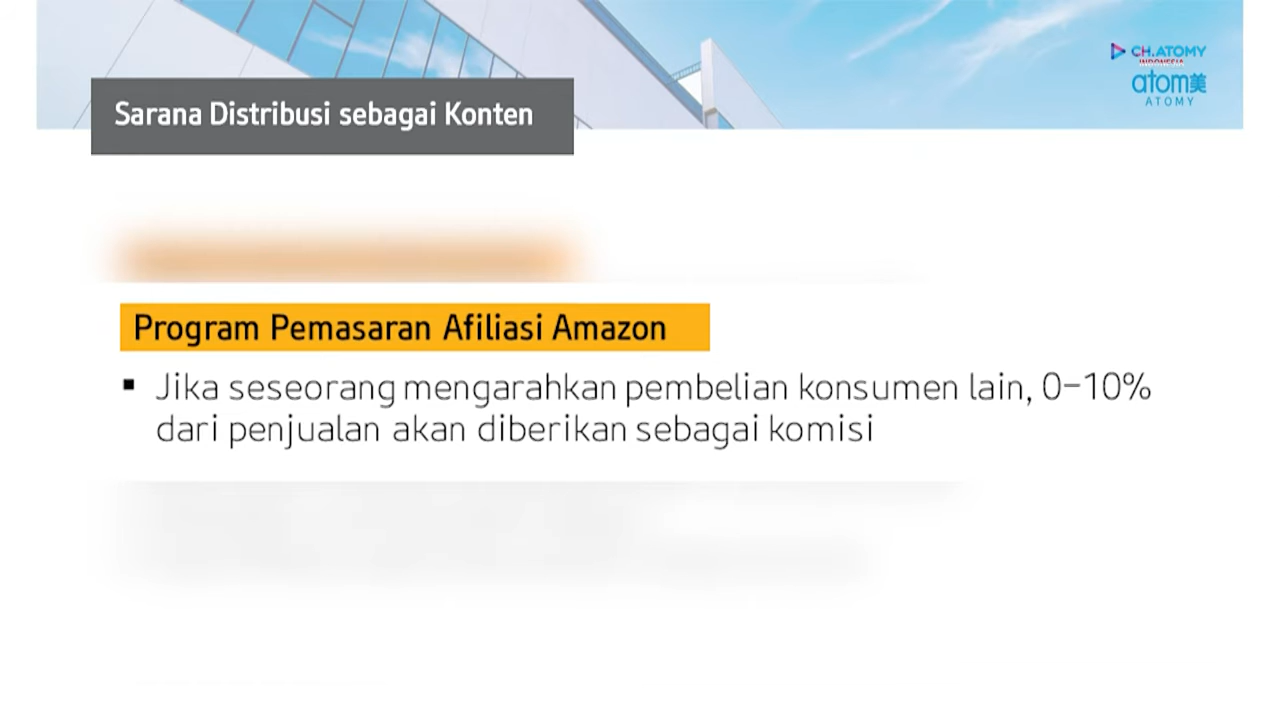 CH.ATOMY
INDONESIA
atom美
ATOMY
Sarana Distribusi sebagai Konten
Program Pemasaran Afiliasi Amazon
▪ Jika seseorang mengarahkan pembelian konsumen lain, 0-10%
dari penjualan akan diberikan sebagai komisi